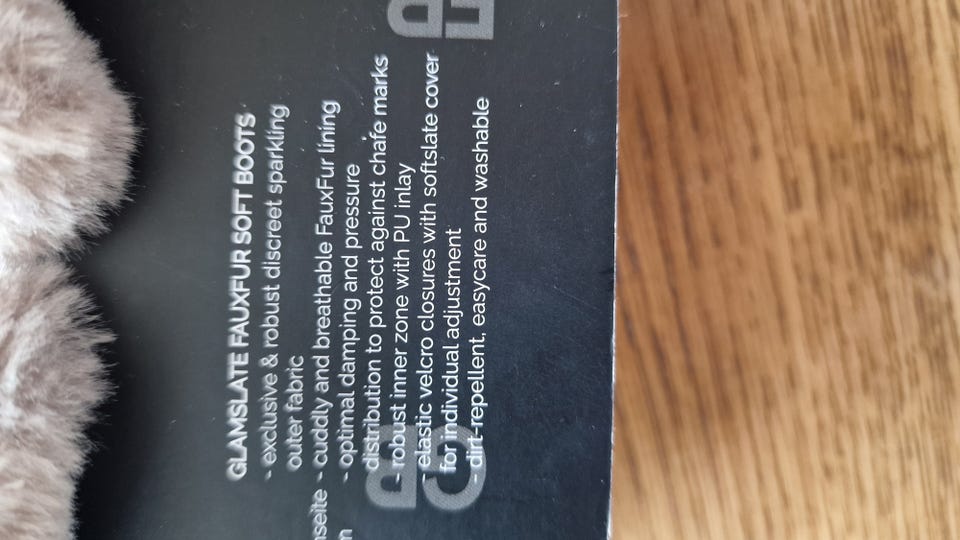 GLAMSLATE FAUXFUR SOFT BOOTS
- exclusive & robust discreet sparkling
outer fabric
- cuddly and breathable FauxFur lining
- optimal damping and pressure
distribution to protect against chafe marks
- robust inner zone with PU inlay
- elastic velcro closures with softslate cover
for individual adjustment
- dirt-repellent, easycare and washable